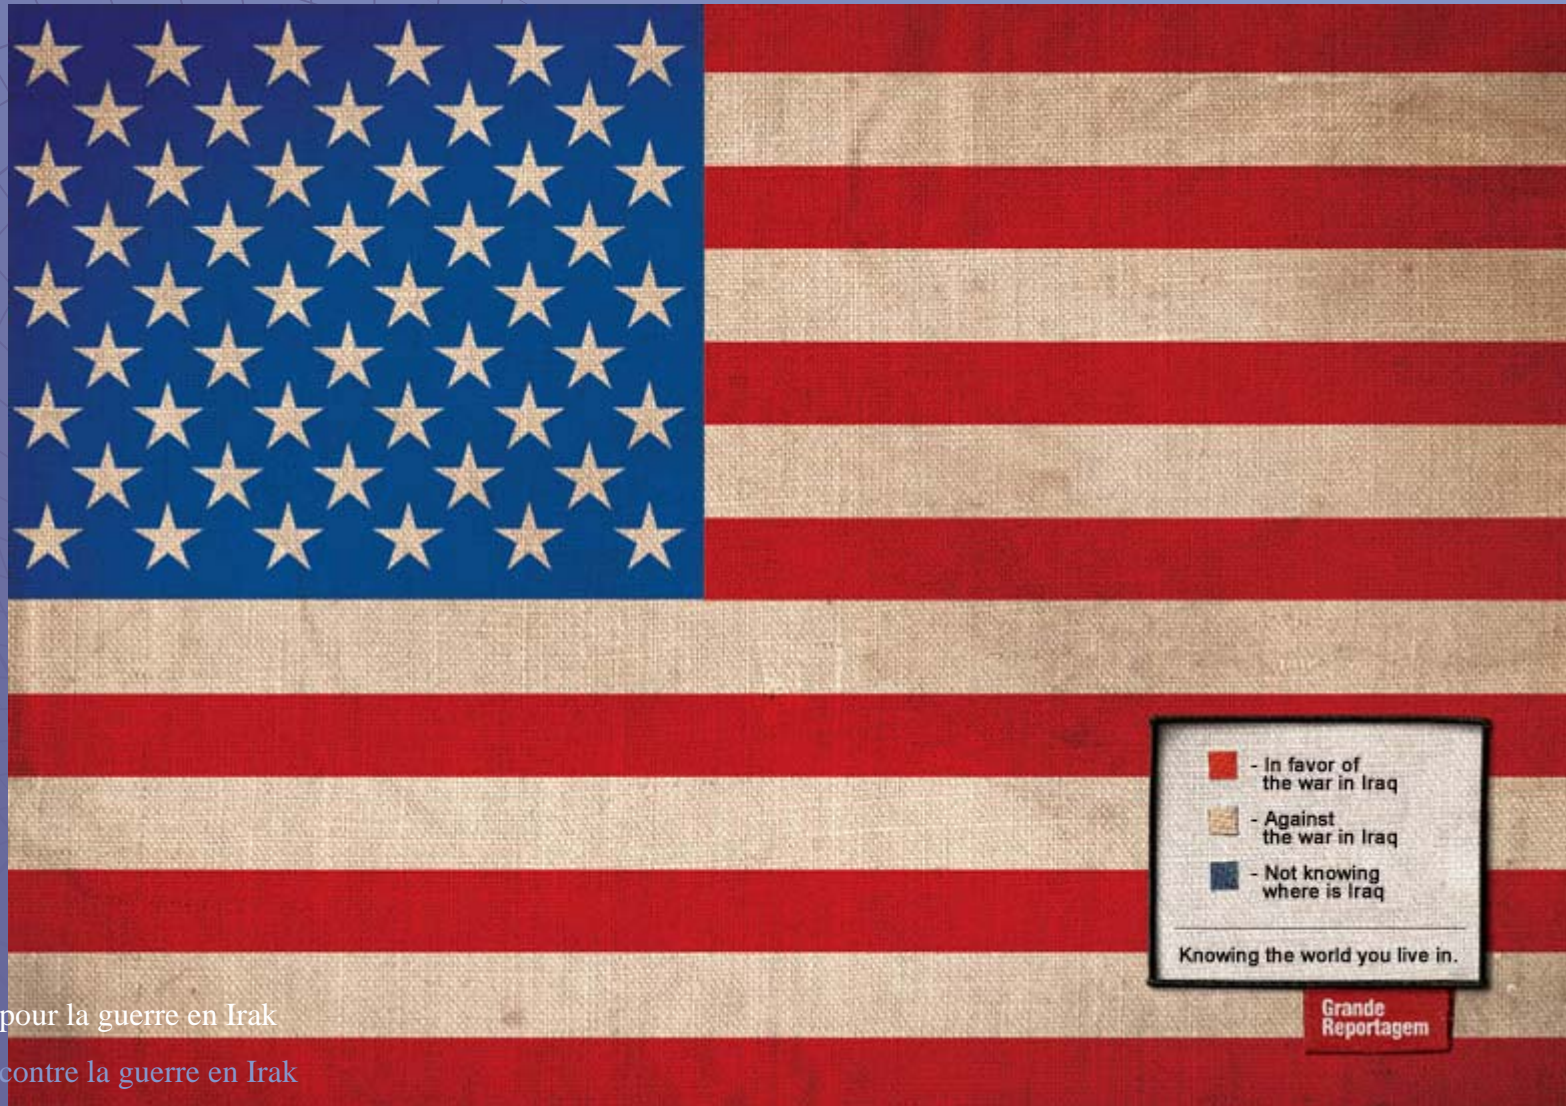 - In favor of
the war in Iraq
- Against
the war in Iraq
- Not knowing
where is Iraq
Knowing the world you live in.
Grande
Reportagem
pour la guerre en Irak
contre la guerre en Irak